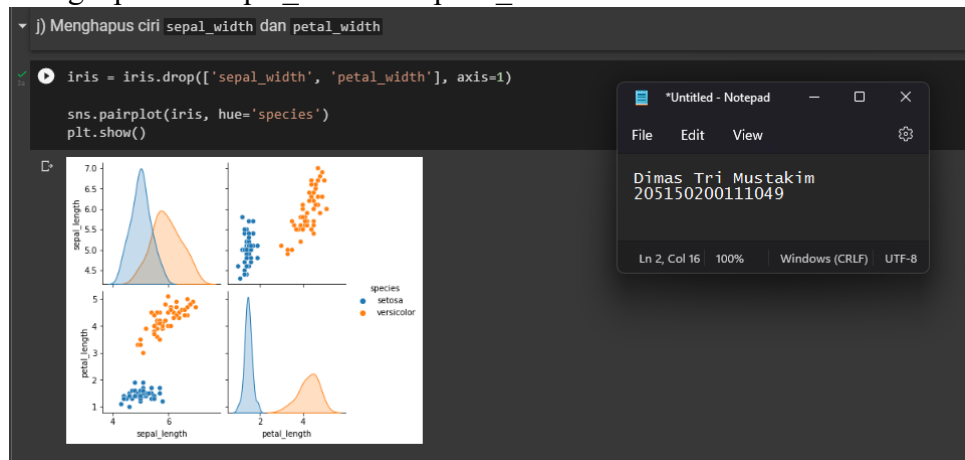 j) Menghapus ciri sepal_width dan petal_width
iris = iris.drop(['sepal_width', 'petal_width'], axis=1)
sns.pairplot(iris, hue='species')
plt.show()
*Untitled - Notepad
File Edit View
Dimas Tri Mustakim
205150200111049
Ln 2, Col 16 100% Windows (CRLF) UTF-8
7.0
6.5
6.0
5.5
5.0
4.5
sepal_length
species
setosa
versicolor
5
4
3
2
1
petal_length
4 6
sepal_length
2 4
petal_length